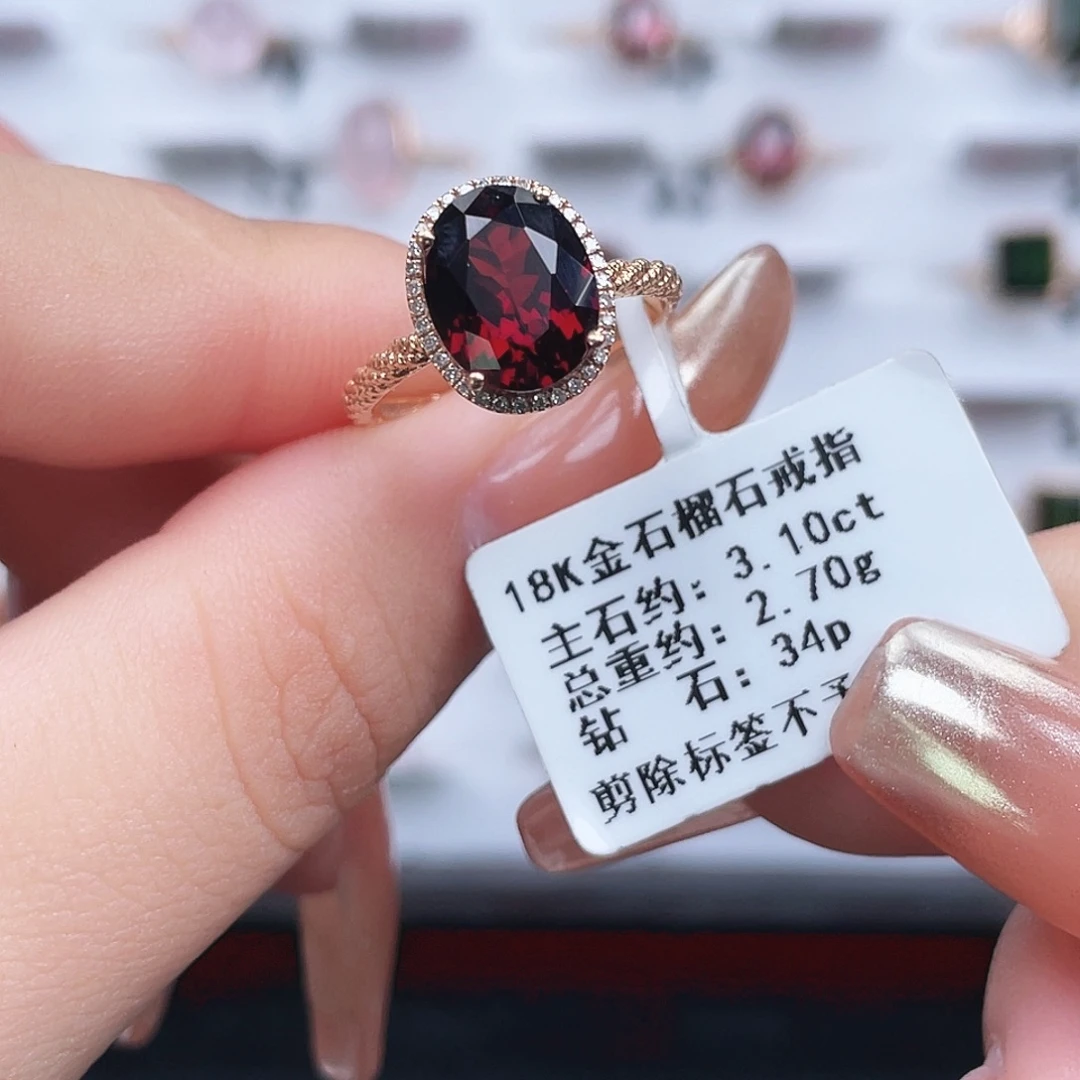 18K金石榴石戒指
主石约: 3.10ct
总重约: 2.70g
钻 石: 34p
剪除标签不